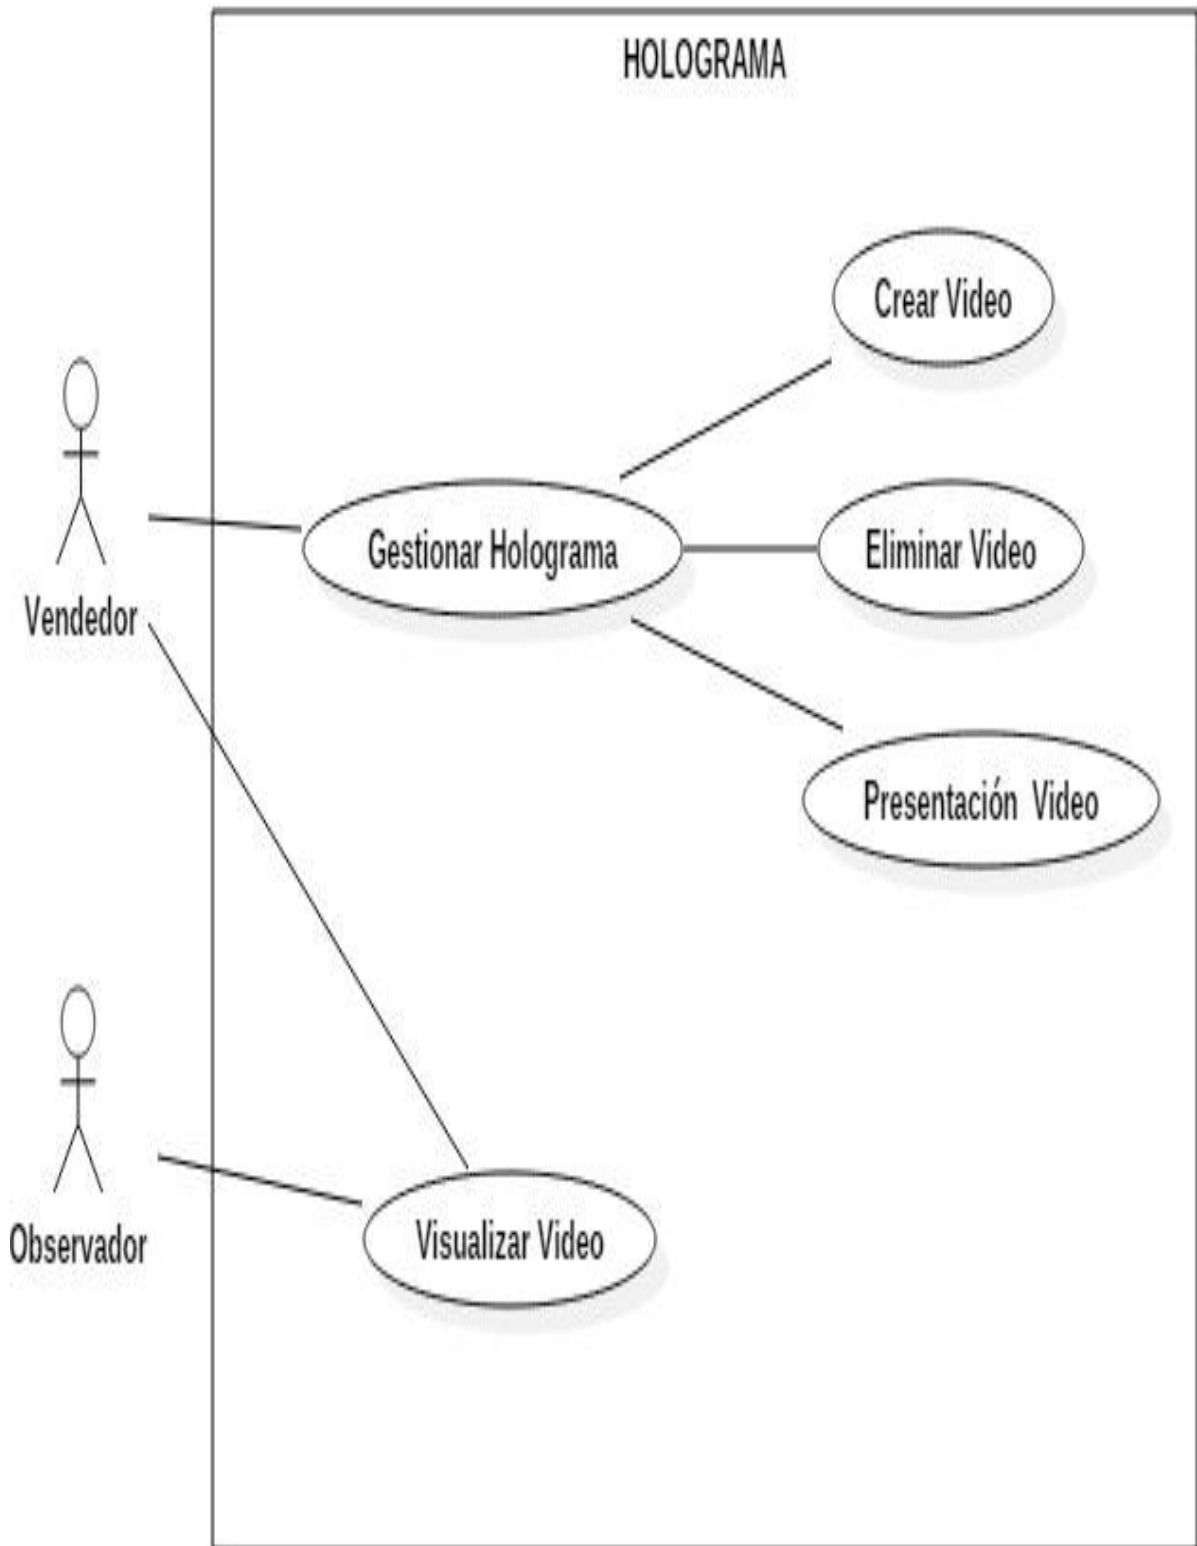 HOLOGRAMA
Crear Video
Gestionar Holograma
Eliminar Video
Vendedor
Presentación Video
Observador
Visualizar Video